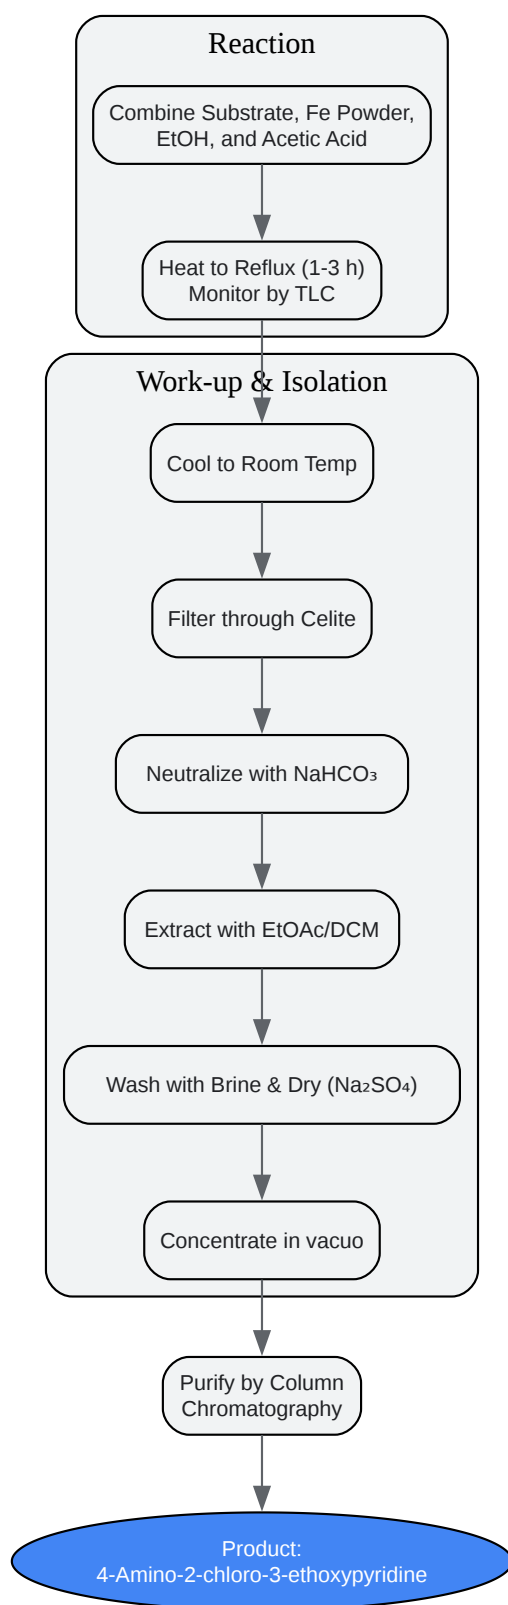 Reaction
Combine Substrate, Fe Powder,
EtOH, and Acetic Acid
Heat to Reflux (1-3 h)
Monitor by TLC
Work-up & Isolation
Cool to Room Temp
Filter through Celite
Neutralize with NaHCO₃
Extract with EtOAc/DCM
Wash with Brine & Dry (Na₂SO₄)
Concentrate in vacuo
Purify by Column
Chromatography
Product:
4-Amino-2-chloro-3-ethoxypyridine